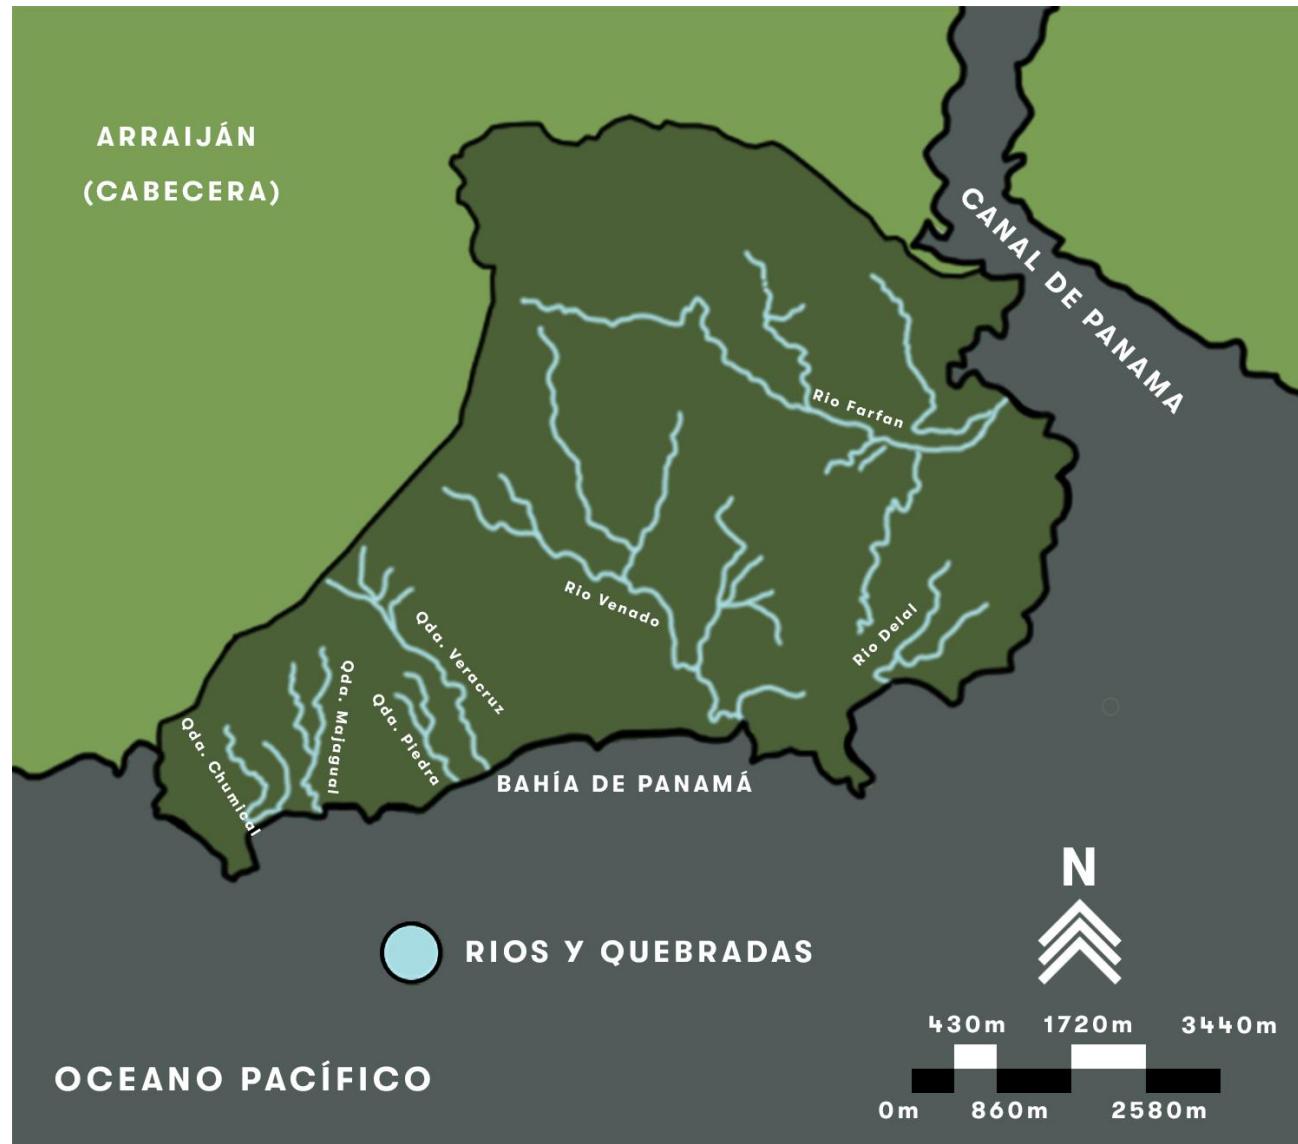 ARRAIJÁN
(CABECERA)
CANAL DE PANAMA
Rio Farfan
Rio Venado
Rio Delal
Qda. Veracruz
Qda. Majagual
Qda. Piedra
Qda. Chumical
BAHÍA DE PANAMÁ
N
RIOS Y QUEBRADAS
430m 1720m 3440m
OCEANO PACÍFICO
0m 860m 2580m